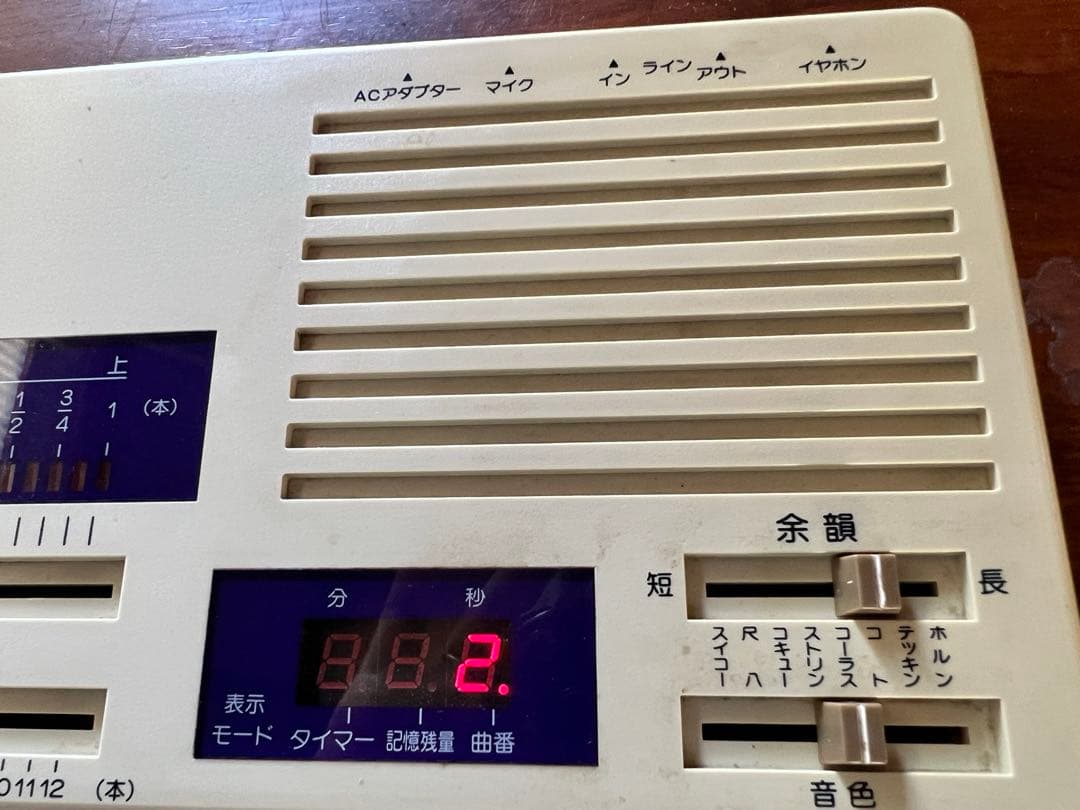 ACアダプター マイク イン ライン アウト イヤホン
上
1/2 3/4 1 (本)
余韻
短 長
スイコー 尺八 コキュー ストリン コーラス コト テッキン ホルン
音色
分 秒
2.
表示
モード タイマー 記憶残量 曲番
01112 (本)